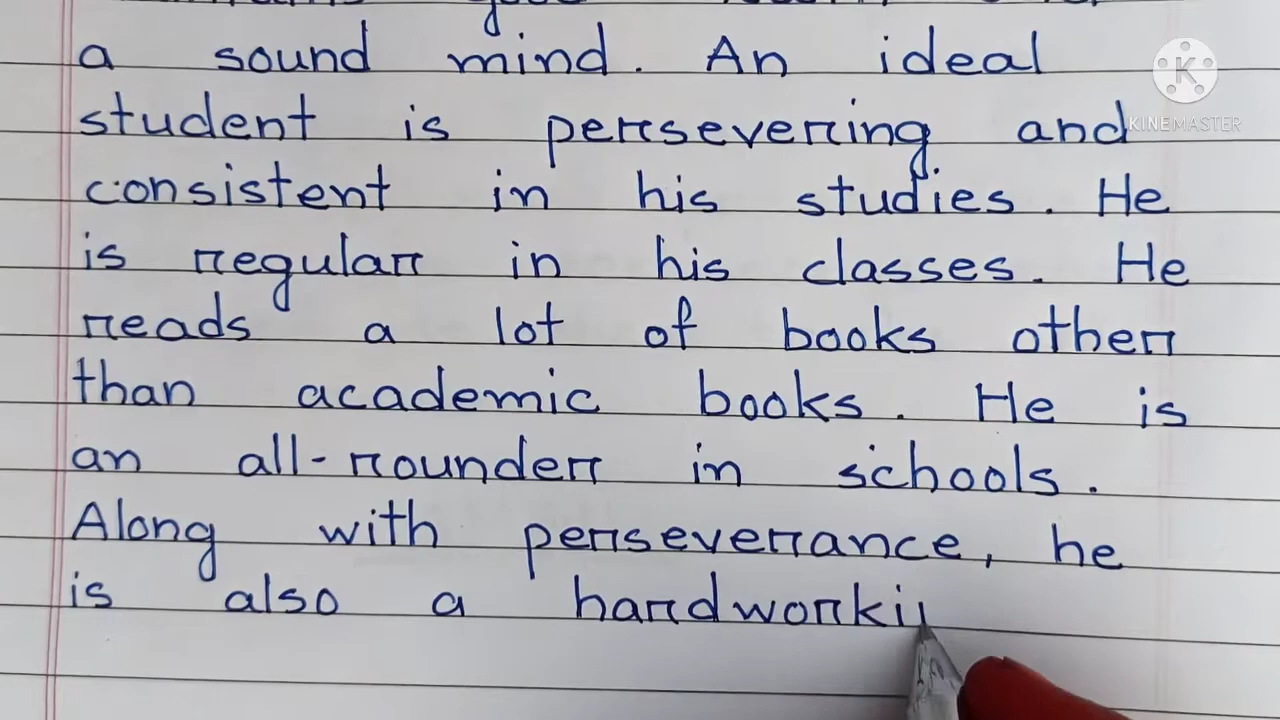 a sound mind. An ideal
student is persevering and
consistent in his studies. He
is regular in his classes. He
reads a lot of books other
than academic books. He is
an all-rounder in schools.
Along with perseverance, he
is also a hardworki
K
KINEMASTER